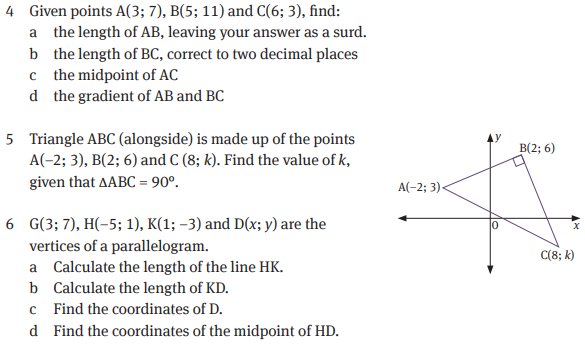 4 Given points A(3; 7), B(5; 11) and C(6; 3), find:
a the length of AB, leaving your answer as a surd.
b the length of BC, correct to two decimal places
c the midpoint of AC
d the gradient of AB and BC
5 Triangle ABC (alongside) is made up of the points
A(−2; 3), B(2; 6) and C (8; k). Find the value of k,
given that ∆ABC = 90°.
6 G(3; 7), H(−5; 1), K(1; −3) and D(x; y) are the
vertices of a parallelogram.
a Calculate the length of the line HK.
b Calculate the length of KD.
c Find the coordinates of D.
d Find the coordinates of the midpoint of HD.
y
B(2; 6)
A(−2; 3)
0
x
C(8; k)